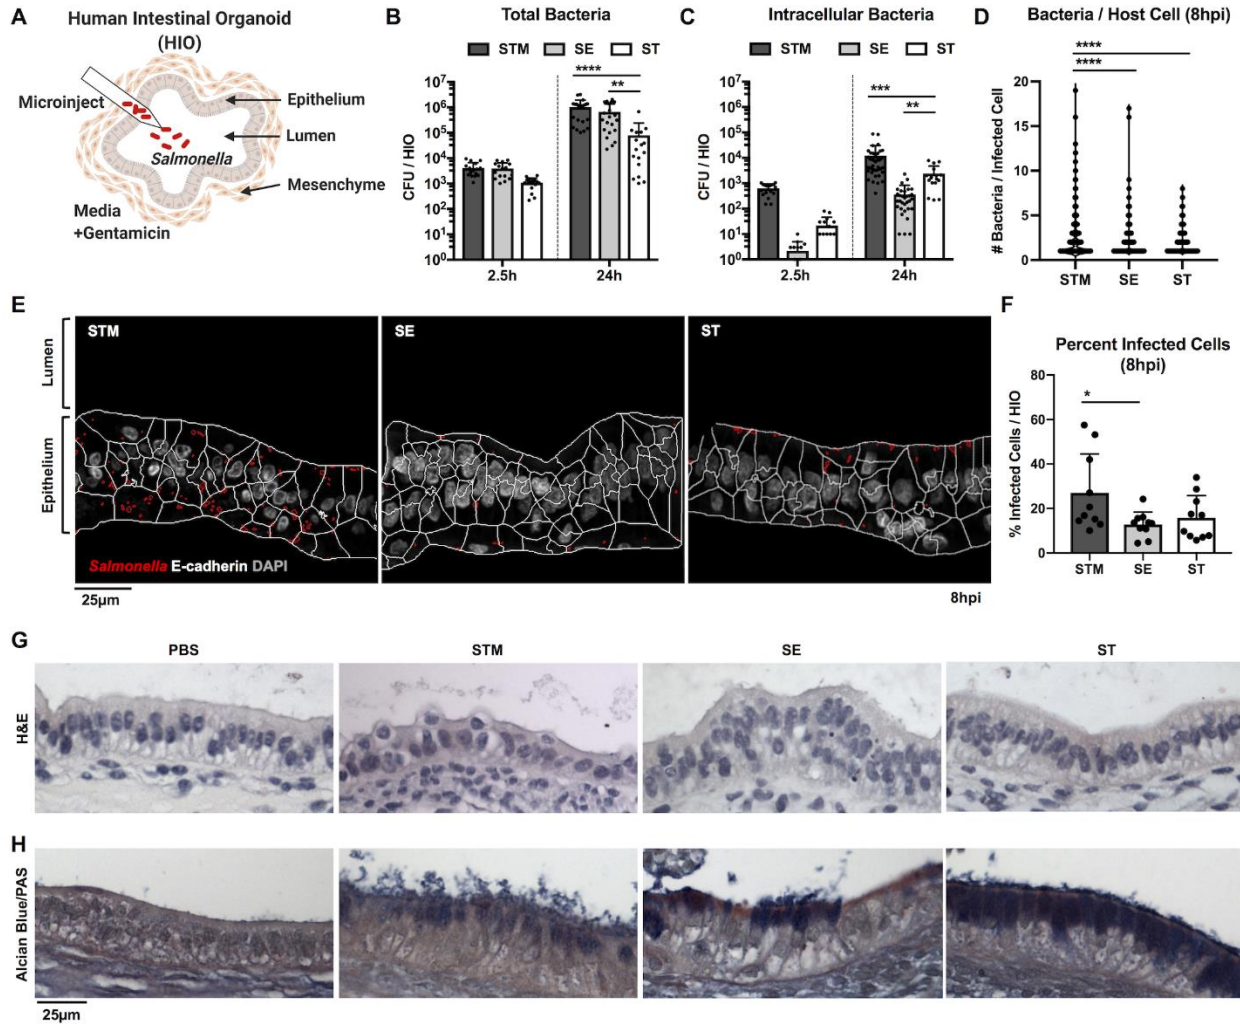 A
Human Intestinal Organoid
(HIO)
Microinject
Epithelium
Lumen
Salmonella
Mesenchyme
Media
+Gentamicin
B
Total Bacteria
STM SE ST
CFU / HIO
10⁷
10⁶
10⁵
10⁴
10³
10²
10¹
10⁰
****
**
2.5h 24h
C
Intracellular Bacteria
STM SE ST
CFU / HIO
10⁷
10⁶
10⁵
10⁴
10³
10²
10¹
10⁰
***
**
2.5h 24h
D
Bacteria / Host Cell (8hpi)
# Bacteria / Infected Cell
20
15
10
5
0
****
****
STM SE ST
E
Lumen
Epithelium
STM
SE
ST
Salmonella E-cadherin DAPI
25μm
8hpi
F
Percent Infected Cells
(8hpi)
% Infected Cells / HIO
80
60
40
20
0
*
STM SE ST
G
PBS STM SE ST
H&E
H
Alcian Blue/PAS
25μm